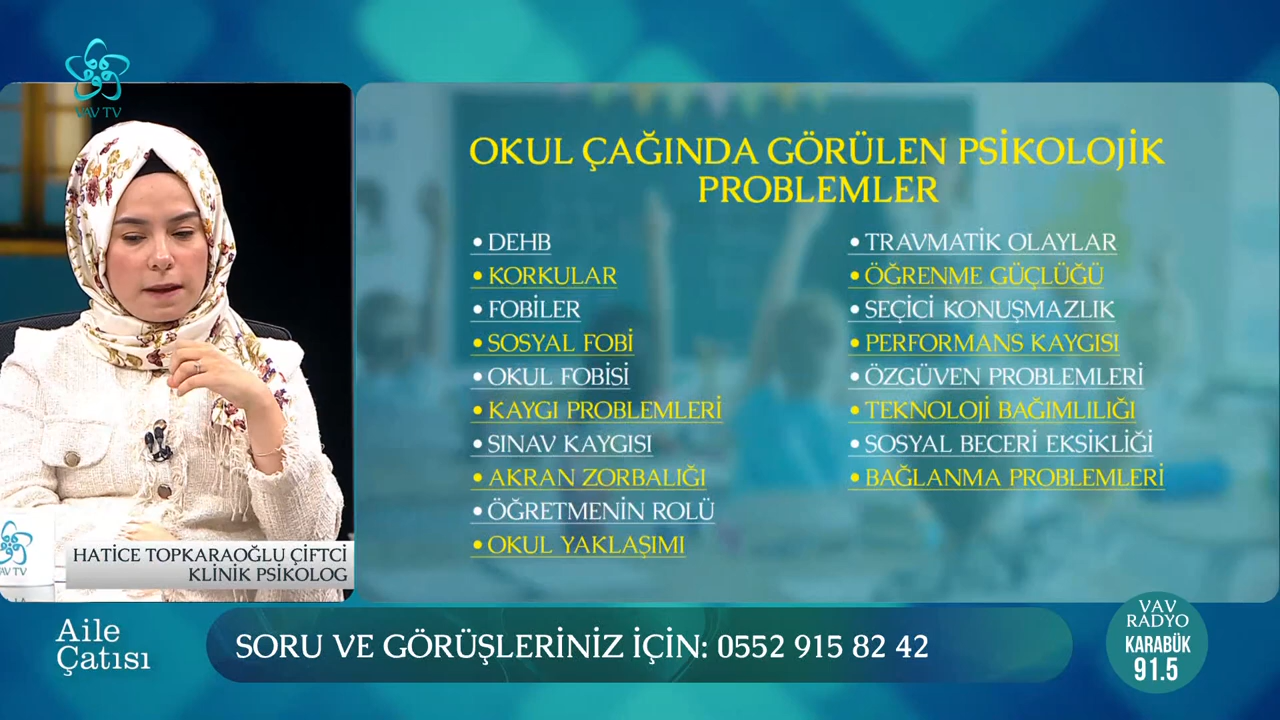 VAV TV
OKUL ÇAĞINDA GÖRÜLEN PSİKOLOJİK
PROBLEMLER
• DEHB
• KORKULAR
• FOBİLER
• SOSYAL FOBİ
• OKUL FOBİSİ
• KAYGI PROBLEMLERİ
• SINAV KAYGISI
• AKRAN ZORBALIĞI
• ÖĞRETMENİN ROLÜ
• OKUL YAKLAŞIMI
• TRAVMATİK OLAYLAR
• ÖĞRENME GÜÇLÜĞÜ
• SEÇİCİ KONUŞMAZLIK
• PERFORMANS KAYGISI
• ÖZGÜVEN PROBLEMLERİ
• TEKNOLOJİ BAĞIMLILIĞI
• SOSYAL BECERİ EKSİKLİĞİ
• BAĞLANMA PROBLEMLERİ
VAV TV
HATİCE TOPKARAOĞLU ÇİFTCİ
KLİNİK PSİKOLOG
Aile
Çatısı
SORU VE GÖRÜŞLERİNİZ İÇİN: 0552 915 82 42
VAV
RADYO
KARABÜK
91.5